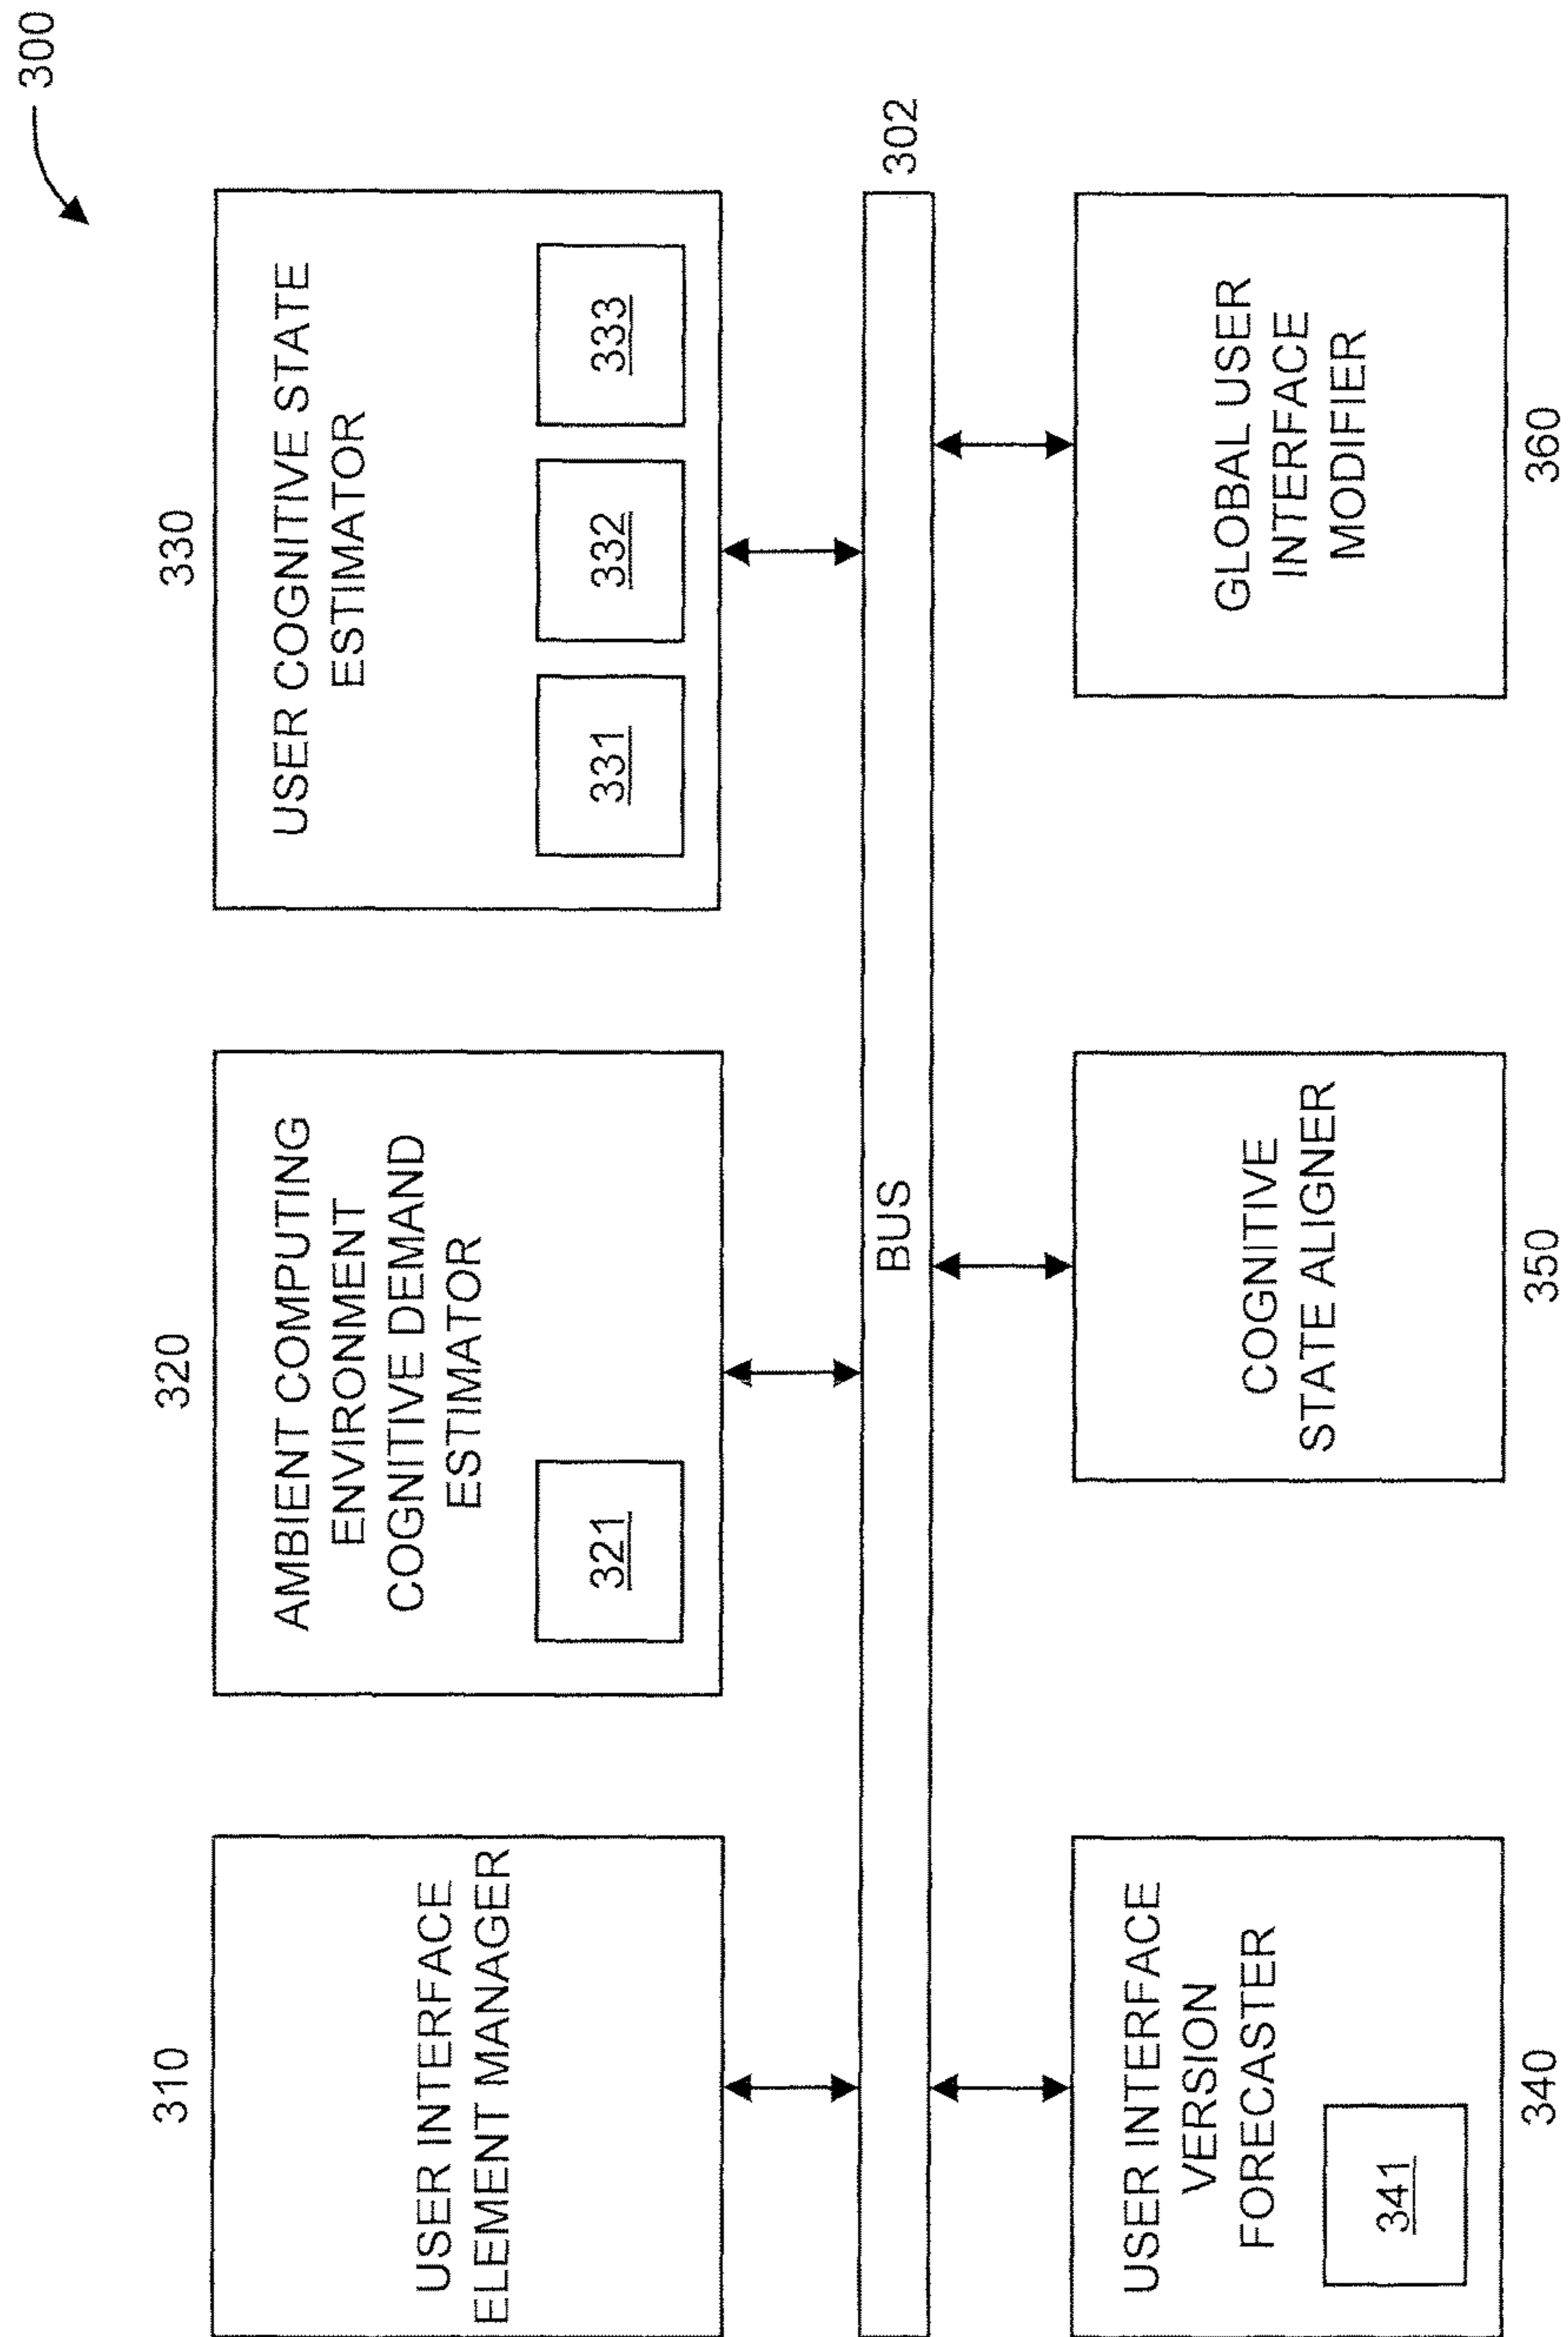 300
310
USER INTERFACE
ELEMENT MANAGER
320
AMBIENT COMPUTING
ENVIRONMENT
COGNITIVE DEMAND
ESTIMATOR
321
330
USER COGNITIVE STATE
ESTIMATOR
331
332
333
BUS
302
USER INTERFACE
VERSION
FORECASTER
341
340
COGNITIVE
STATE ALIGNER
350
GLOBAL USER
INTERFACE
MODIFIER
360